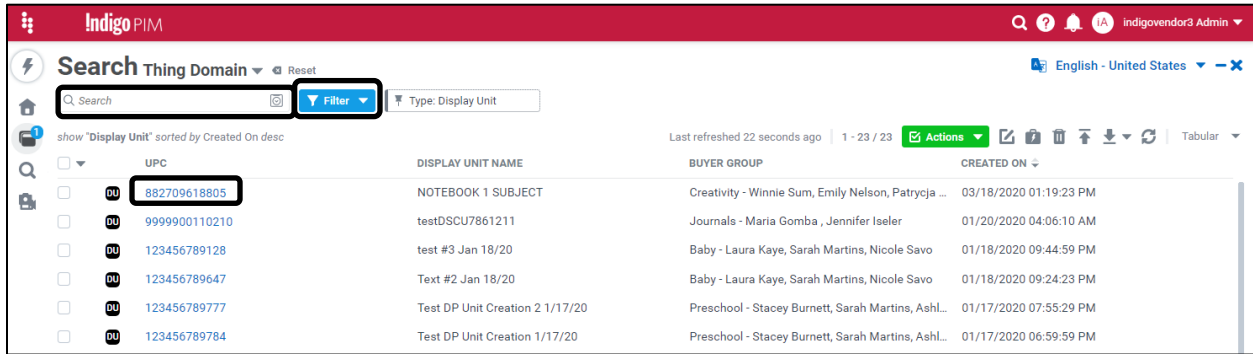 !ndigo PIM
iA indigovendor3 Admin
Search Thing Domain Reset
English - United States
Search Filter Type: Display Unit
show "Display Unit" sorted by Created On desc Last refreshed 22 seconds ago 1 - 23 / 23 Actions Tabular
1
UPC DISPLAY UNIT NAME BUYER GROUP CREATED ON
DU 882709618805 NOTEBOOK 1 SUBJECT Creativity - Winnie Sum, Emily Nelson, Patrycja ... 03/18/2020 01:19:23 PM
DU 9999900110210 testDSCU7861211 Journals - Maria Gomba , Jennifer Iseler 01/20/2020 04:06:10 AM
DU 123456789128 test #3 Jan 18/20 Baby - Laura Kaye, Sarah Martins, Nicole Savo 01/18/2020 09:44:59 PM
DU 123456789647 Text #2 Jan 18/20 Baby - Laura Kaye, Sarah Martins, Nicole Savo 01/18/2020 09:24:23 PM
DU 123456789777 Test DP Unit Creation 2 1/17/20 Preschool - Stacey Burnett, Sarah Martins, Ashl... 01/17/2020 07:55:29 PM
DU 123456789784 Test DP Unit Creation 1/17/20 Preschool - Stacey Burnett, Sarah Martins, Ashl... 01/17/2020 06:59:59 PM